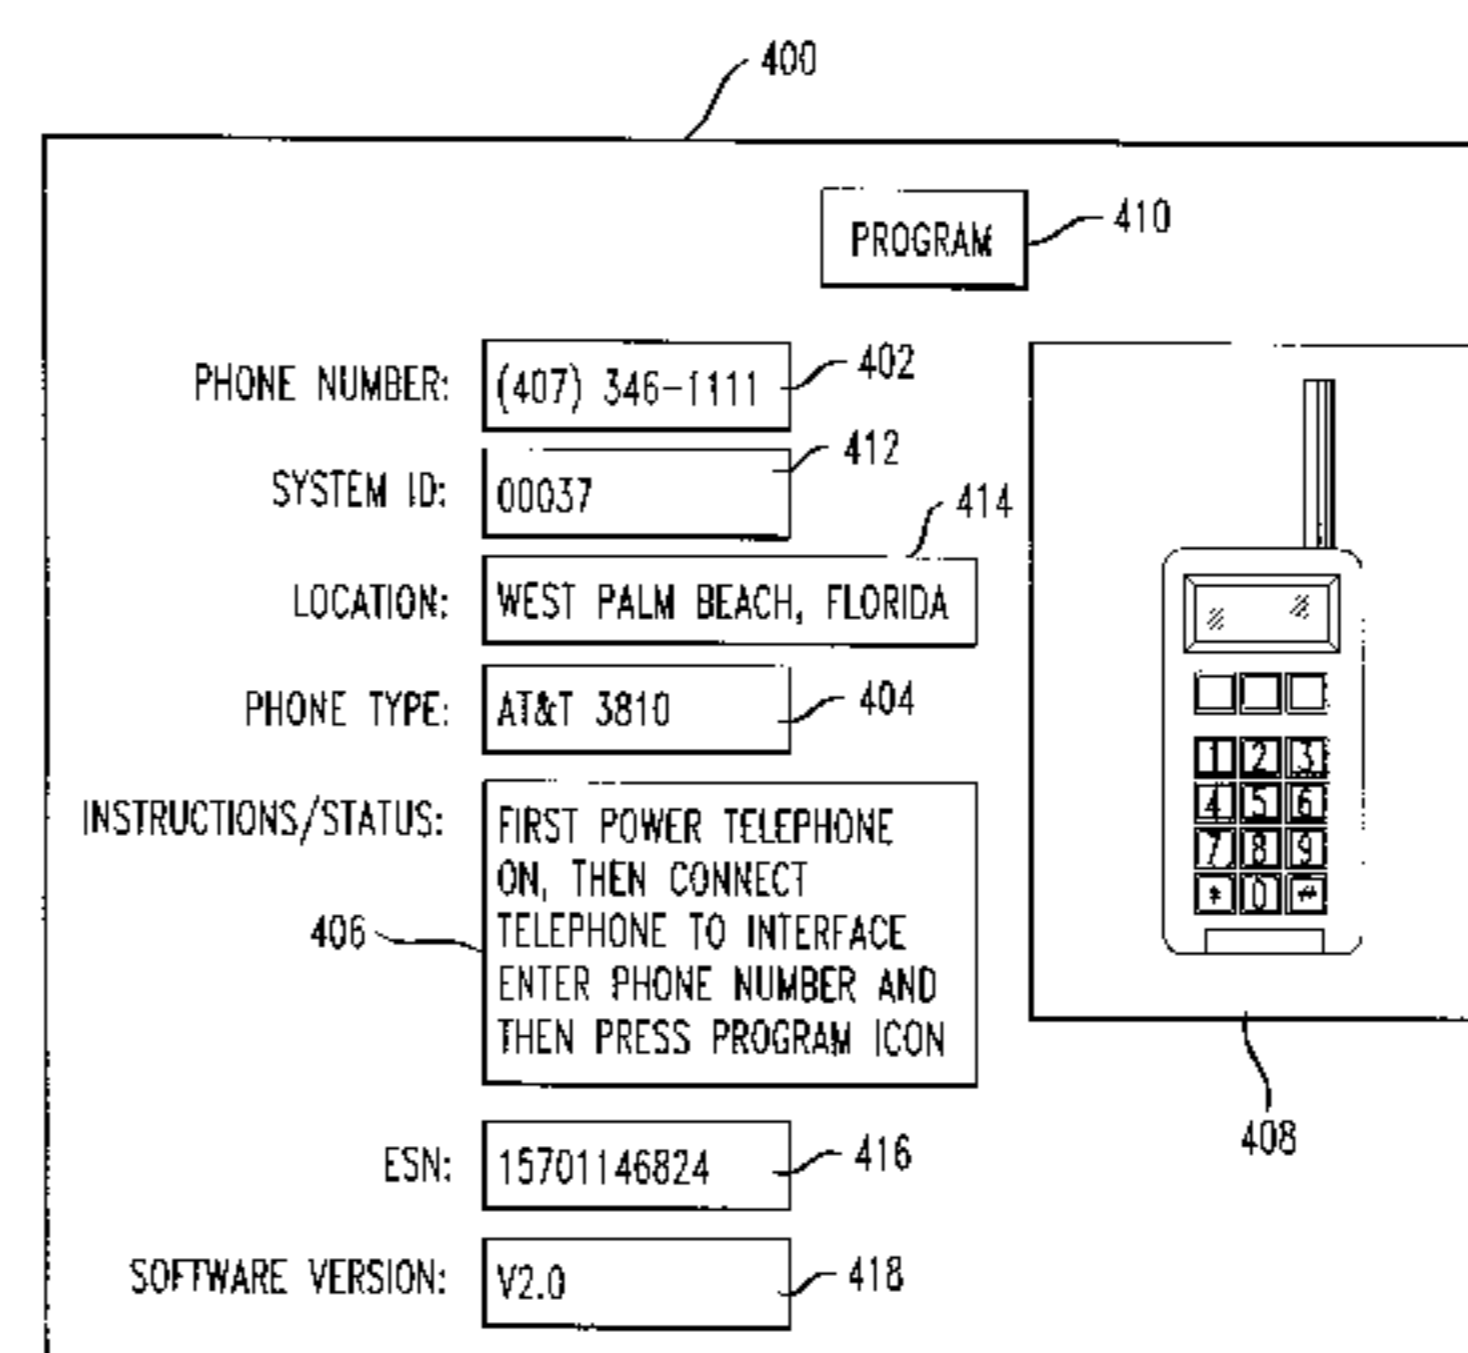 400
PROGRAM 410
PHONE NUMBER: (407) 346-1111 402
SYSTEM ID: 00037 412
LOCATION: WEST PALM BEACH, FLORIDA 414
PHONE TYPE: AT&T 3810 404
INSTRUCTIONS/STATUS: FIRST POWER TELEPHONE
ON, THEN CONNECT
406 TELEPHONE TO INTERFACE
ENTER PHONE NUMBER AND
THEN PRESS PROGRAM ICON
1 2 3
4 5 6
7 8 9
* 0 #
408
ESN: 15701146824 416
SOFTWARE VERSION: V2.0 418